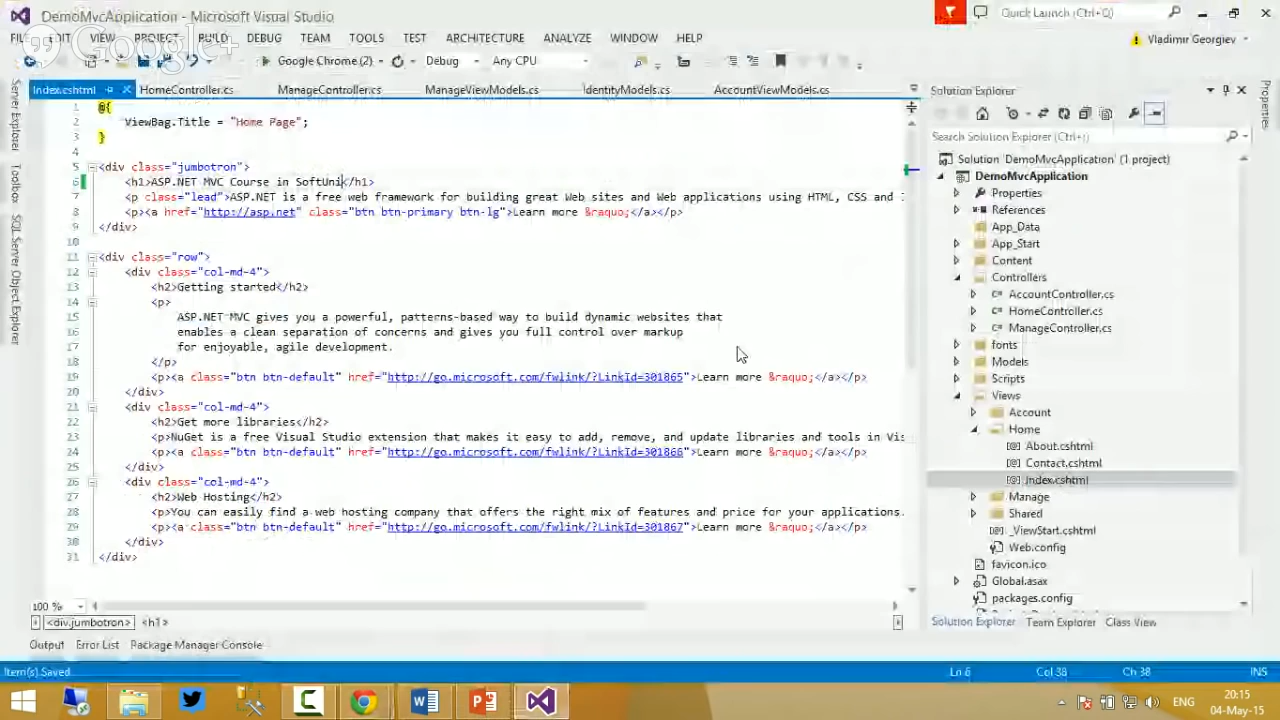 DemoMvcApplication - Microsoft Visual Studio
Quick Launch (Ctrl+Q)
FILE EDIT VIEW PROJECT BUILD DEBUG TEAM TOOLS TEST ARCHITECTURE ANALYZE WINDOW HELP
Vladimir Georgiev
Google+
Google Chrome (2)
Debug
Any CPU
Index.cshtml HomeController.cs ManageController.cs ManageViewModels.cs IdentityModels.cs AccountViewModels.cs
Server Explorer
Toolbox
SQL Server Object Explorer
1 @{
2 ViewBag.Title = "Home Page";
3 }
4
5 <div class="jumbotron">
6 <h1>ASP.NET MVC Course in SoftUni</h1>
7 <p class="lead">ASP.NET is a free web framework for building great Web sites and Web applications using HTML, CSS and
8 <p><a href="http://asp.net" class="btn btn-primary btn-lg">Learn more &raquo;</a></p>
9 </div>
10
11 <div class="row">
12 <div class="col-md-4">
13 <h2>Getting started</h2>
14 <p>
15 ASP.NET MVC gives you a powerful, patterns-based way to build dynamic websites that
16 enables a clean separation of concerns and gives you full control over markup
17 for enjoyable, agile development.
18 </p>
19 <p><a class="btn btn-default" href="http://go.microsoft.com/fwlink/?LinkId=301865">Learn more &raquo;</a></p>
20 </div>
21 <div class="col-md-4">
22 <h2>Get more libraries</h2>
23 <p>NuGet is a free Visual Studio extension that makes it easy to add, remove, and update libraries and tools in Vis
24 <p><a class="btn btn-default" href="http://go.microsoft.com/fwlink/?LinkId=301866">Learn more &raquo;</a></p>
25 </div>
26 <div class="col-md-4">
27 <h2>Web Hosting</h2>
28 <p>You can easily find a web hosting company that offers the right mix of features and price for your applications.
29 <p><a class="btn btn-default" href="http://go.microsoft.com/fwlink/?LinkId=301867">Learn more &raquo;</a></p>
30 </div>
31 </div>
100 %
<div.jumbotron> <h1>
Output Error List Package Manager Console
Solution Explorer
Search Solution Explorer (Ctrl+;)
Solution 'DemoMvcApplication' (1 project)
DemoMvcApplication
Properties
References
App_Data
App_Start
Content
Controllers
AccountController.cs
HomeController.cs
ManageController.cs
fonts
Models
Scripts
Views
Account
Home
About.cshtml
Contact.cshtml
Index.cshtml
Manage
Shared
_ViewStart.cshtml
Web.config
favicon.ico
Global.asax
packages.config
Solution Explorer Team Explorer Class View
Properties
Item(s) Saved
Ln 6 Col 38 Ch 38 INS
ENG
20:15
04-May-15